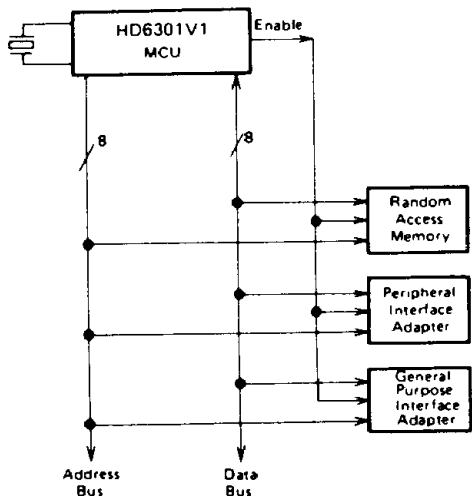 HD6301V1
MCU
Enable
8
8
Random
Access
Memory
Peripheral
Interface
Adapter
General
Purpose
Interface
Adapter
Address
Bus
Data
Bus